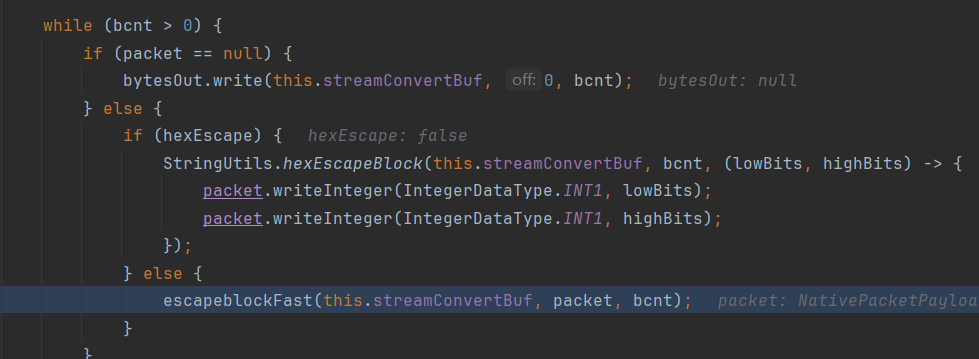 while (bcnt > 0) {
if (packet == null) {
bytesOut.write(this.streamConvertBuf, off: 0, bcnt); bytesOut: null
} else {
if (hexEscape) { hexEscape: false
StringUtils.hexEscapeBlock(this.streamConvertBuf, bcnt, (lowBits, highBits) -> {
packet.writeInteger(IntegerDataType.INT1, lowBits);
packet.writeInteger(IntegerDataType.INT1, highBits);
});
} else {
escapeblockFast(this.streamConvertBuf, packet, bcnt); packet: NativePacketPayloa
}
}